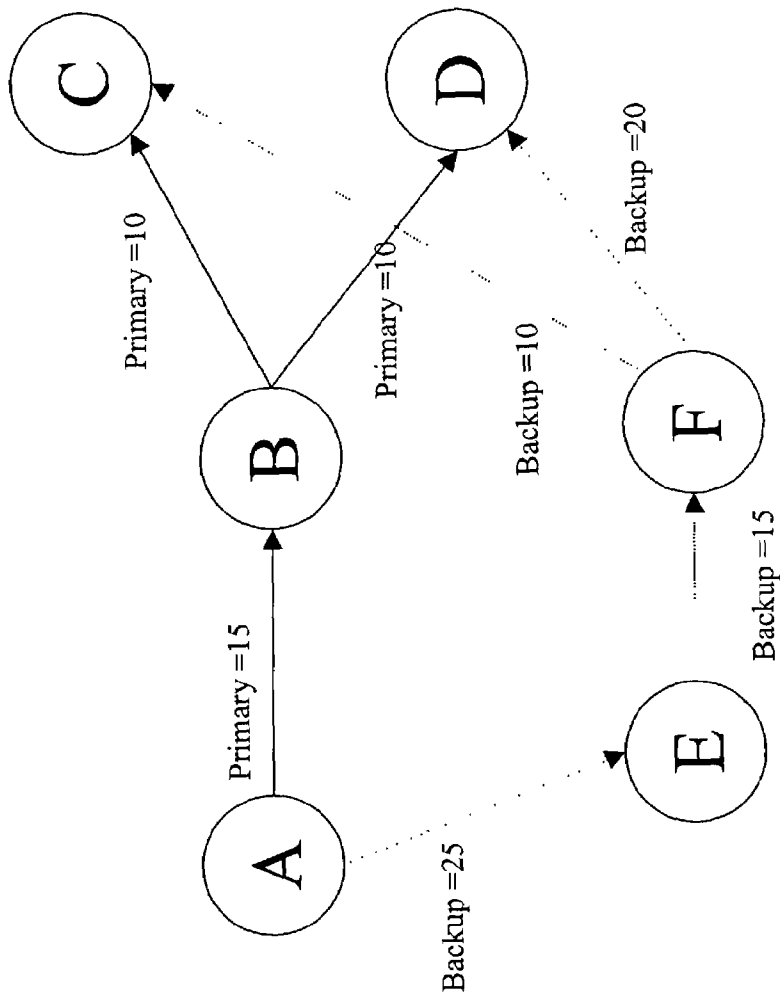 C
D
Primary =10
Primary =10
Backup =20
B
Backup =10
F
Primary =15
Backup =15
A
E
Backup =25